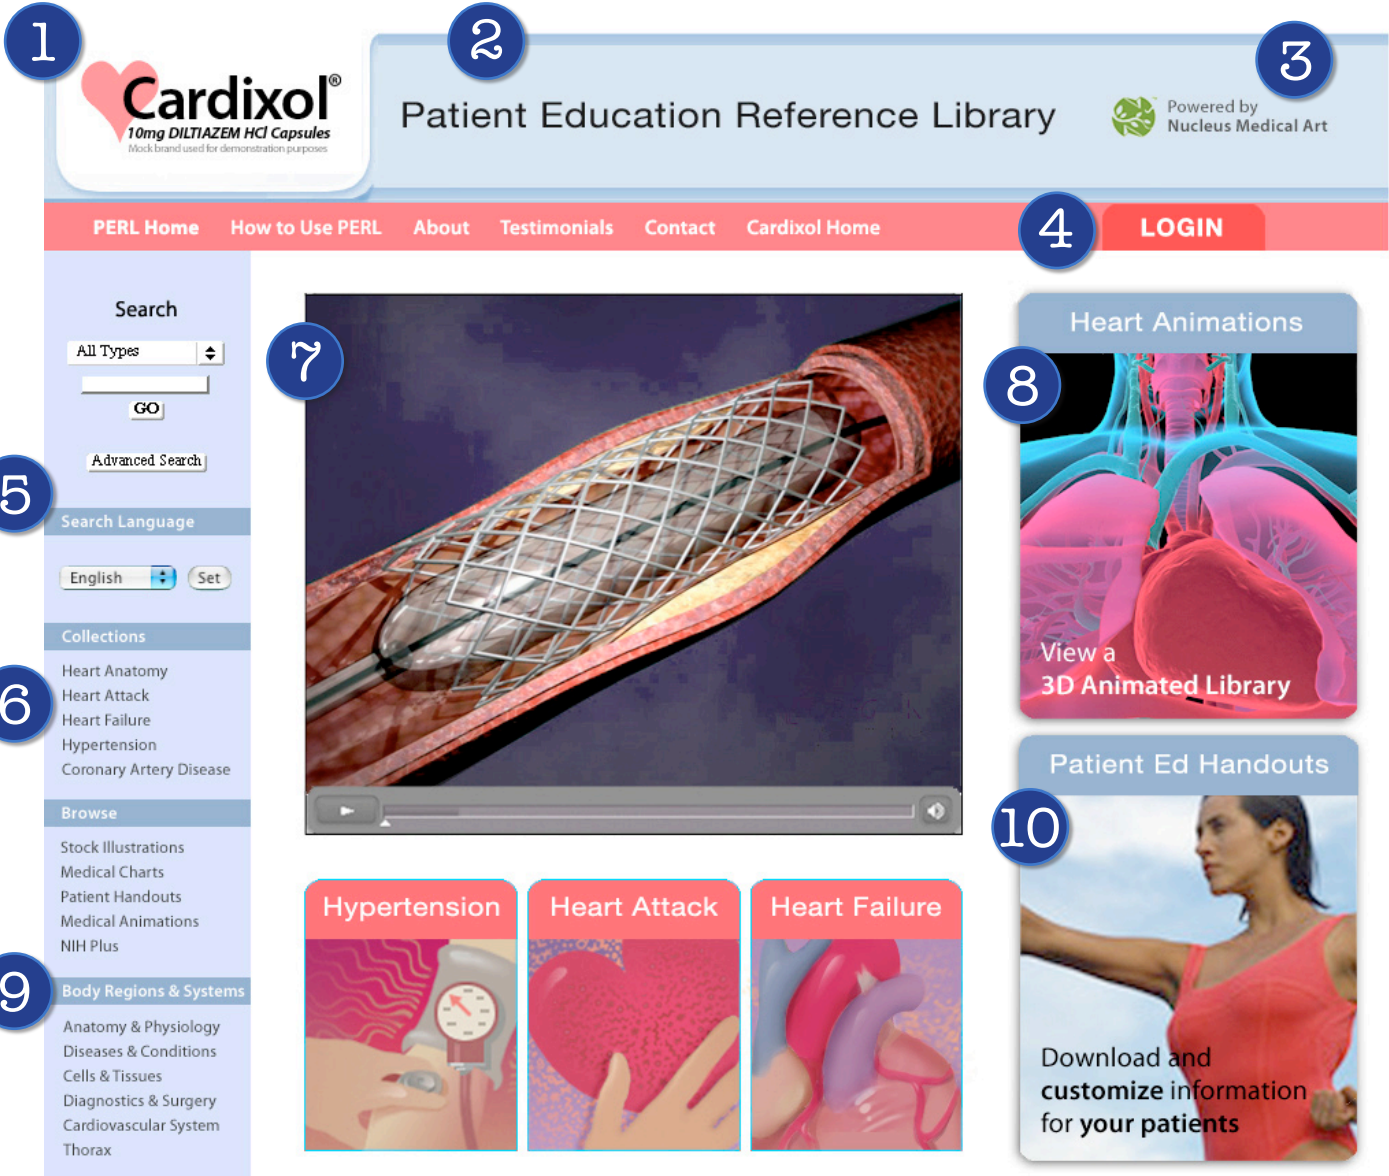 1
2
3
Cardixol®
10mg DILTIAZEM HCl Capsules
Mock brand used for demonstration purposes
Patient Education Reference Library
Powered by
Nucleus Medical Art
PERL Home How to Use PERL About Testimonials Contact Cardixol Home
4
LOGIN
Search
All Types
GO
Advanced Search
5
Search Language
English Set
Collections
6
Heart Anatomy
Heart Attack
Heart Failure
Hypertension
Coronary Artery Disease
Browse
Stock Illustrations
Medical Charts
Patient Handouts
Medical Animations
NIH Plus
9
Body Regions & Systems
Anatomy & Physiology
Diseases & Conditions
Cells & Tissues
Diagnostics & Surgery
Cardiovascular System
Thorax
7
Hypertension
Heart Attack
Heart Failure
Heart Animations
8
View a
3D Animated Library
Patient Ed Handouts
10
Download and
customize information
for your patients